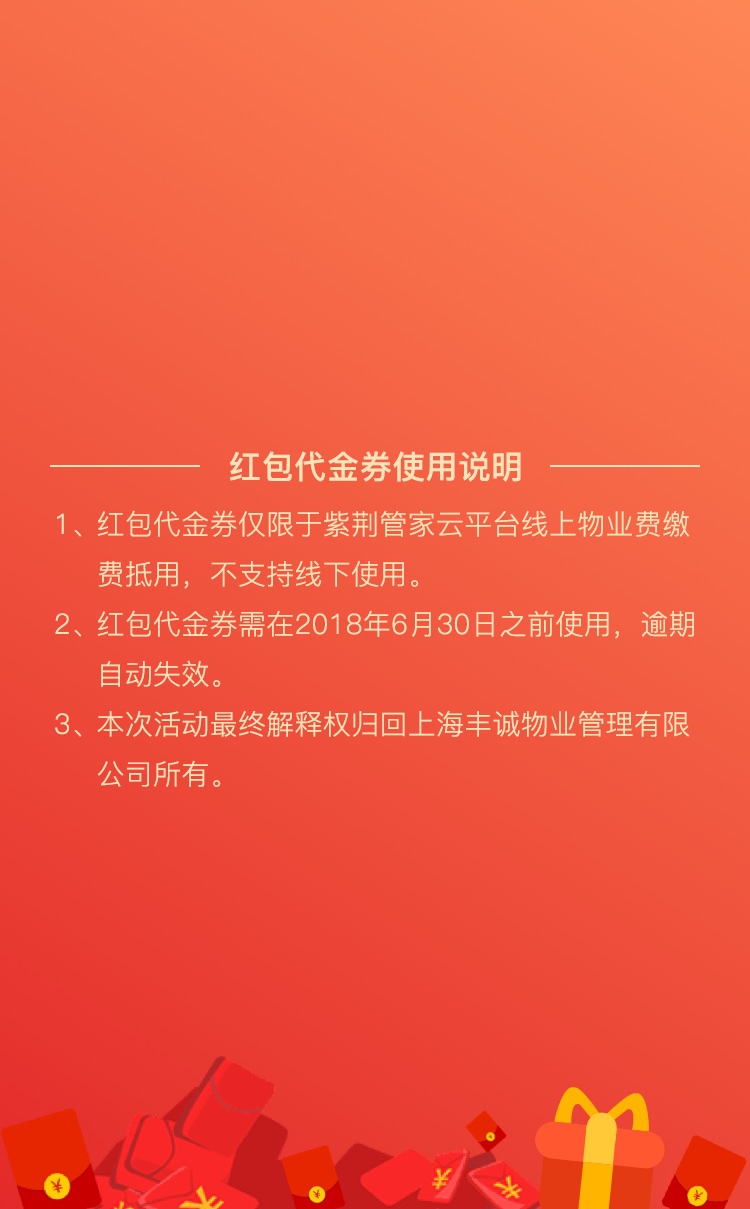 红包代金券使用说明
1、红包代金券仅限于紫荆管家云平台线上物业费缴
费抵用，不支持线下使用。
2、红包代金券需在2018年6月30日之前使用，逾期
自动失效。
3、本次活动最终解释权归回上海丰诚物业管理有限
公司所有。